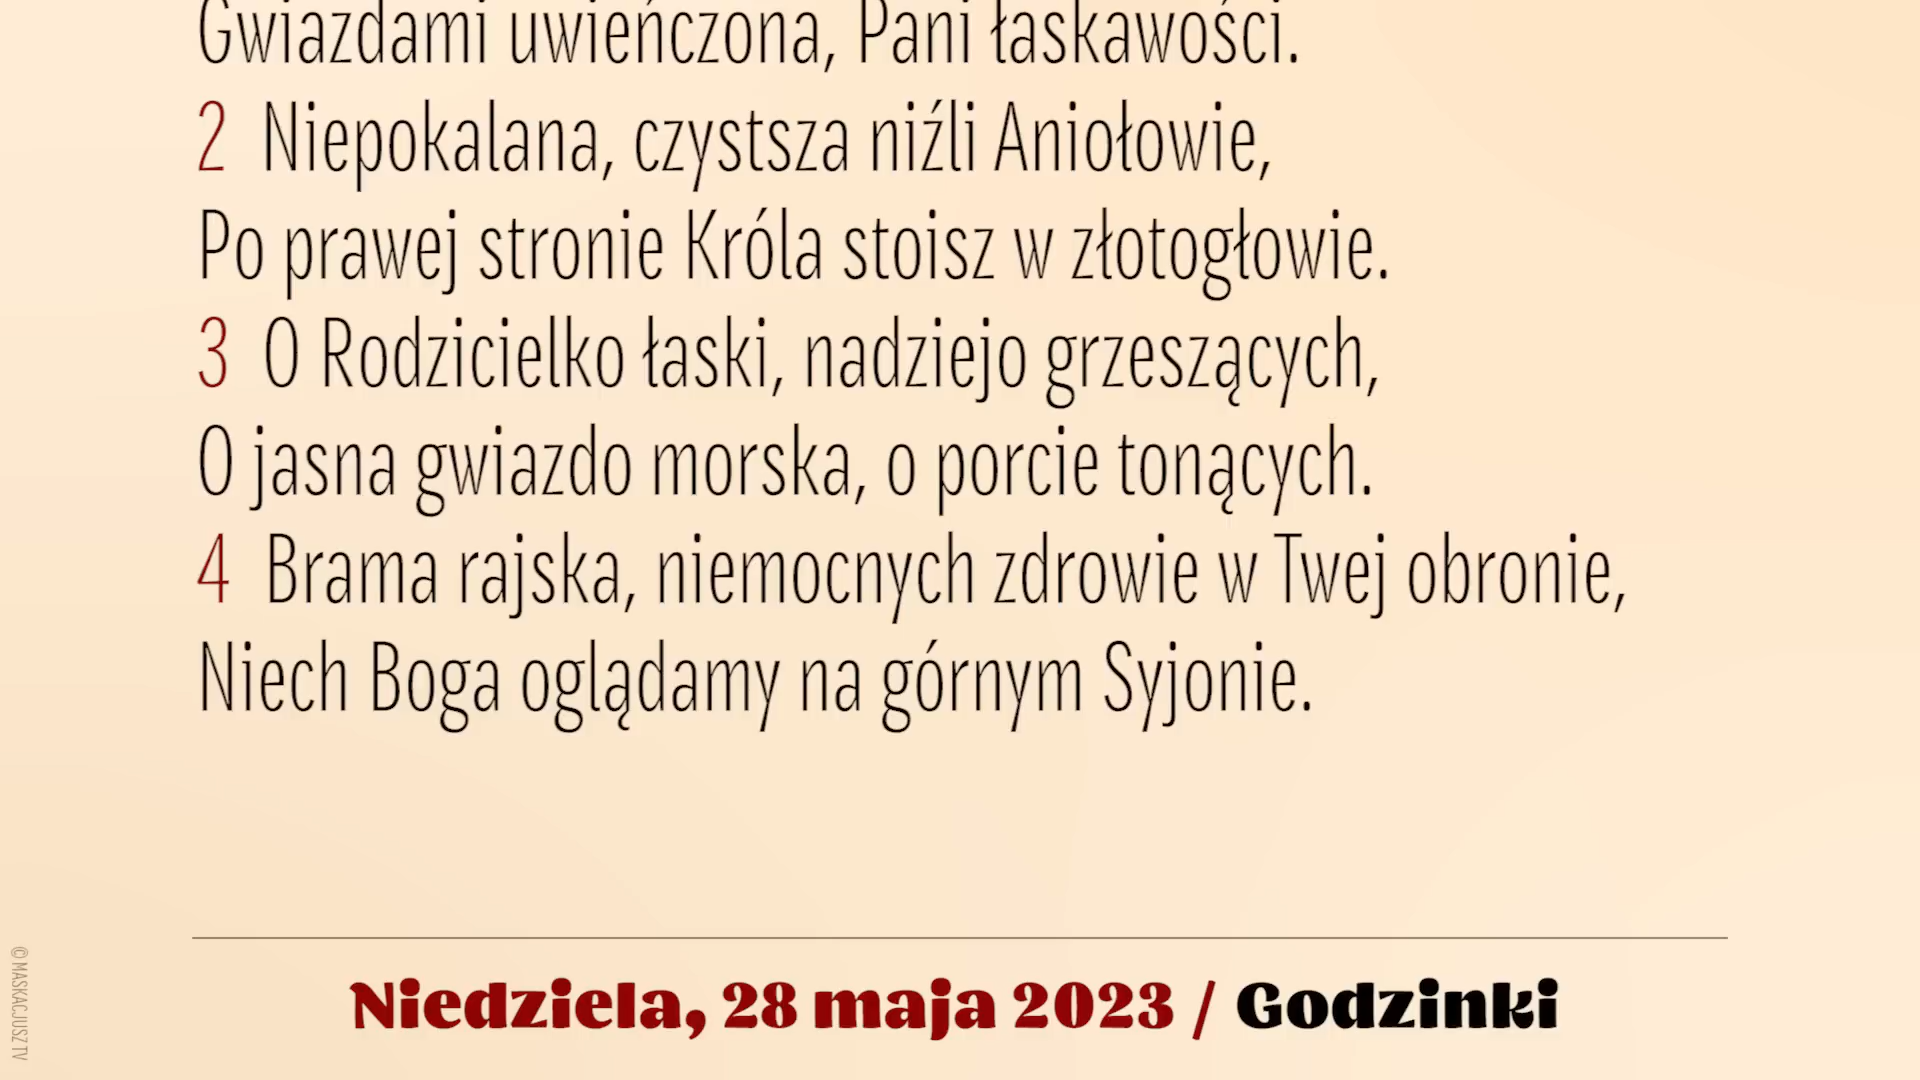 Gwiazdami uwieńczona, Pani łaskawości.
2 Niepokalana, czystsza niźli Aniołowie,
Po prawej stronie Króla stoisz w złotogłowie.
3 O Rodzicielko łaski, nadziejo grzeszących,
O jasna gwiazdo morska, o porcie tonących.
4 Brama rajska, niemocnych zdrowie w Twej obronie,
Niech Boga oglądamy na górnym Syjonie.
Niedziela, 28 maja 2023 / Godzinki
© MASKACJUSZ TV